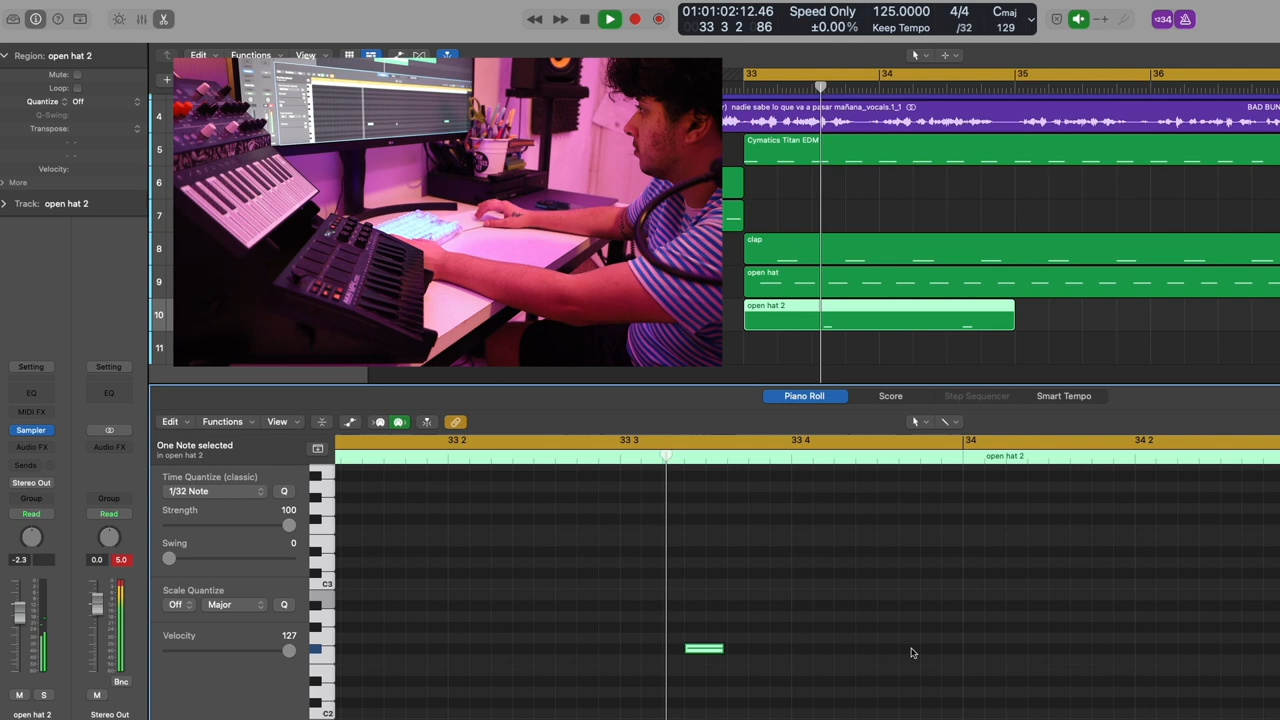 01:01:02:12.46
33 3 2 86
Speed Only
±0.00%
125.0000
Keep Tempo
4/4
/32
Cmaj
129
1234
Region: open hat 2
Mute:
Loop:
Quantize Off
Q-Swing:
Transpose:
- -
- -
Velocity:
More
Track: open hat 2
Edit Functions View
33 34 35 36
4 nadie sabe lo que va a pasar mañana_vocals.1_1 BAD BUN
5 Cymatics Titan EDM
6
7
8 clap
9 open hat
10 open hat 2
11
Piano Roll Score Step Sequencer Smart Tempo
Edit Functions View
One Note selected
in open hat 2
33 2 33 3 33 4 34 34 2
open hat 2
Time Quantize (classic)
1/32 Note Q
Strength 100
Swing 0
Scale Quantize
Off Major Q
Velocity 127
C3
C2
Setting Setting
EQ EQ
MIDI FX
Sampler
Audio FX Audio FX
Sends
Stereo Out
Group Group
Read Read
-2.3 0.0 5.0
Bnc
M S M
open hat 2 Stereo Out